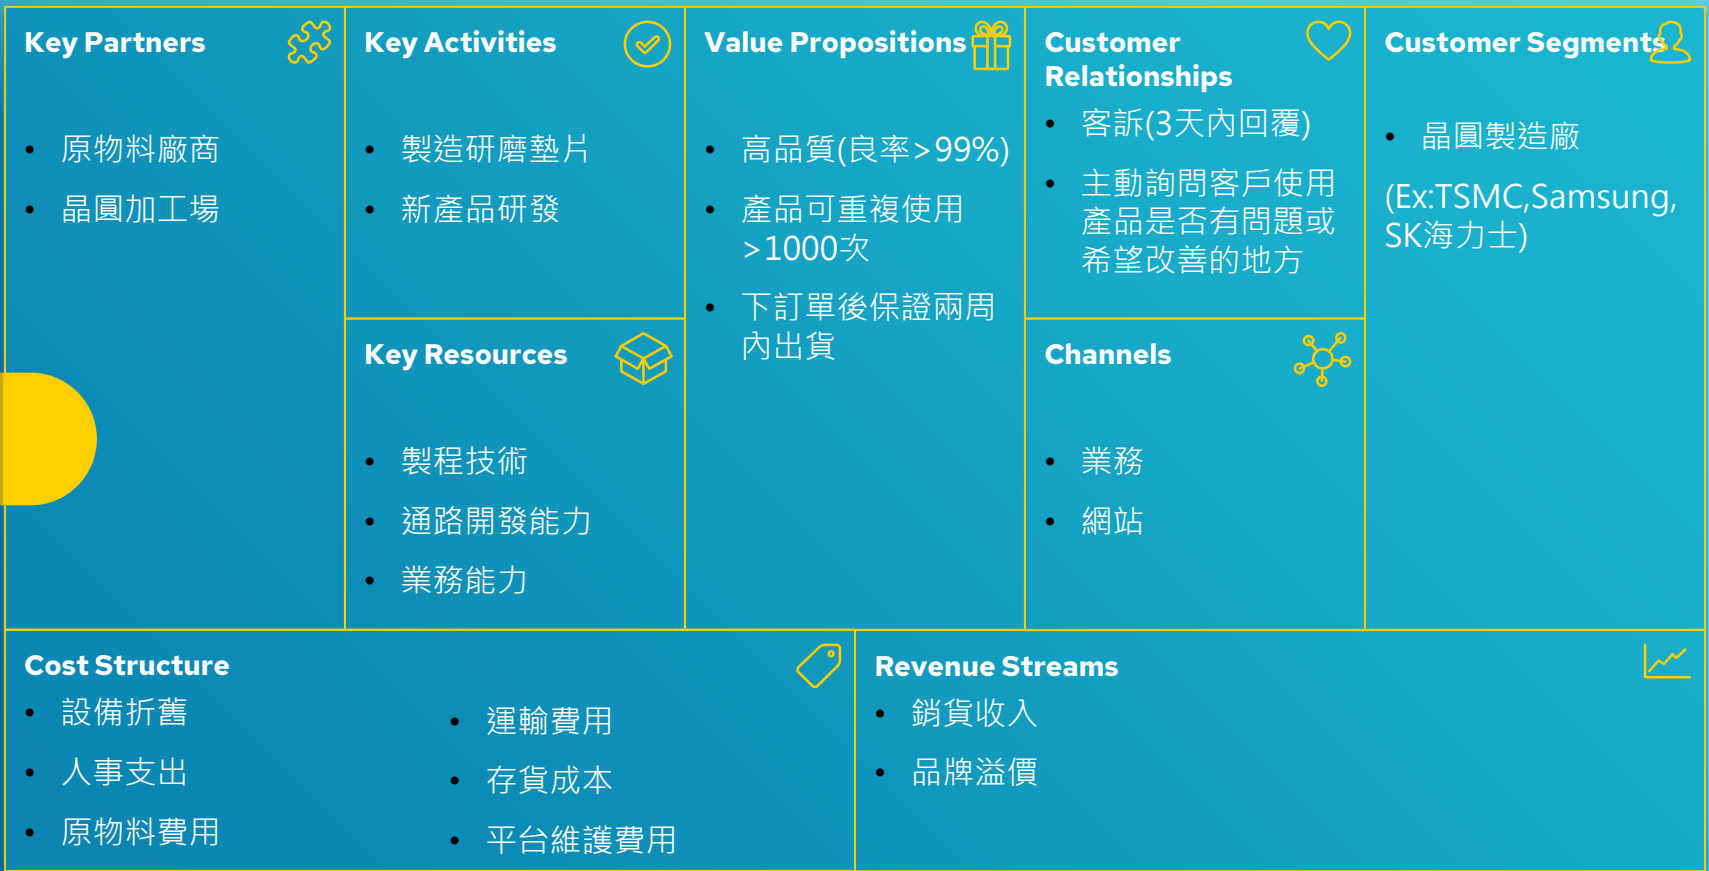 Key Partners
原物料廠商
晶圓加工場
Key Activities
製造研磨墊片
新產品研發
Key Resources
製程技術
通路開發能力
業務能力
Value Propositions
高品質(良率>99%)
產品可重複使用
>1000次
下訂單後保證兩周
內出貨
Customer
Relationships
客訴(3天內回覆)
主動詢問客戶使用
產品是否有問題或
希望改善的地方
Channels
業務
網站
Customer Segments
晶圓製造廠
(Ex:TSMC,Samsung,
SK海力士)
Cost Structure
設備折舊
人事支出
原物料費用
運輸費用
存貨成本
平台維護費用
Revenue Streams
銷貨收入
品牌溢價